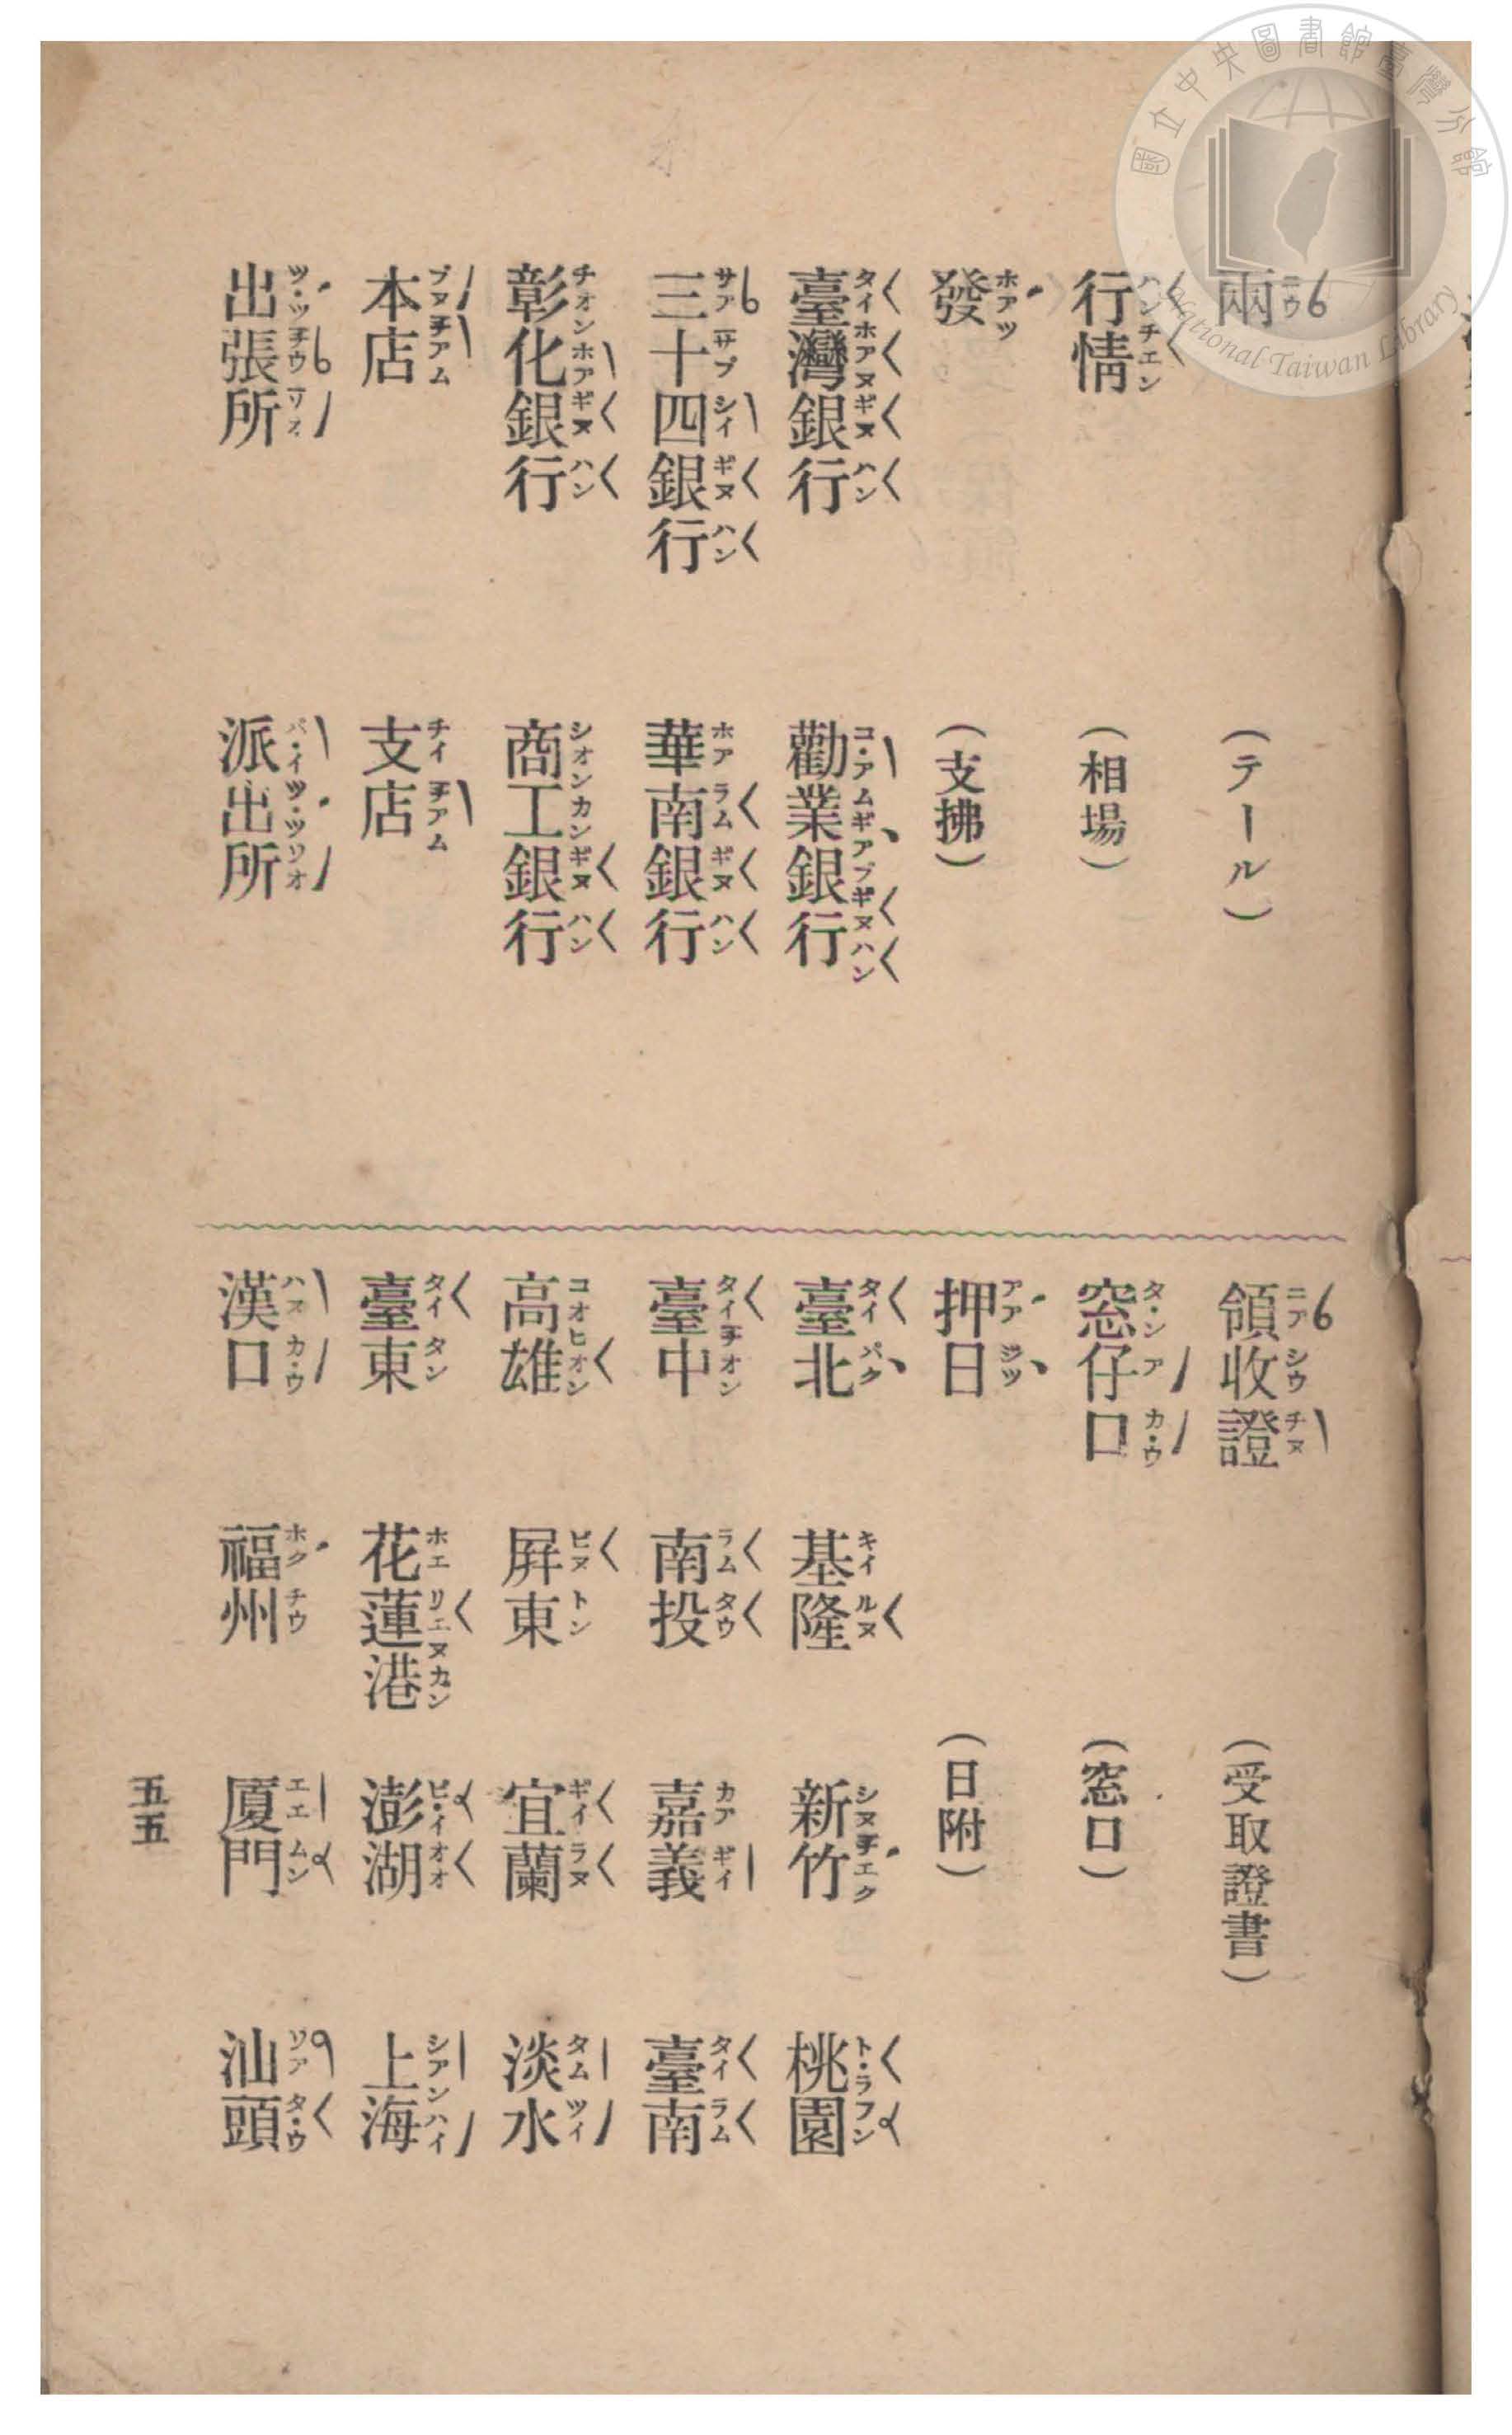 兩 ニウ （テール）
行情 ハンチエン （相場）
發 ホアツ （支拂）
臺灣銀行 タイホアヌギヌハン 勸業銀行 コ・アムギアブギヌハン
三十四銀行 サアサプシイギヌハン 華南銀行 ホアラムギヌハン
彰化銀行 チオンホアギヌハン 商工銀行 シオンカンギヌハン
本店 プヌチアム 支店 チイチアム
出張所 ツ・ツチウソオ 派出所 パ・イツ・ツソオ
領收證 ニアシウチヌ （受取證書）
窓仔口 タ・ンアカ・ウ （窓口）
押日 アアジツ （日附）
臺北 タイパク 基隆 キイルヌ 新竹 シヌチエク 桃園 ト・ラフン
臺中 タイチオン 南投 ラムタウ 嘉義 カアギイ 臺南 タイラム
高雄 コオヒオン 屛東 ピヌトン 宜蘭 ギイラヌ 淡水 タムツイ
臺東 タイタン 花蓮港 ホエリエヌカン 澎湖 ピ・イオオ 上海 シアンハイ
漢口 ハヌカ・ウ 福州 ホクチウ 厦門 エエムン 汕頭 ソアタ・ウ
五五
國立中央圖書館臺灣分館
National Taiwan Library